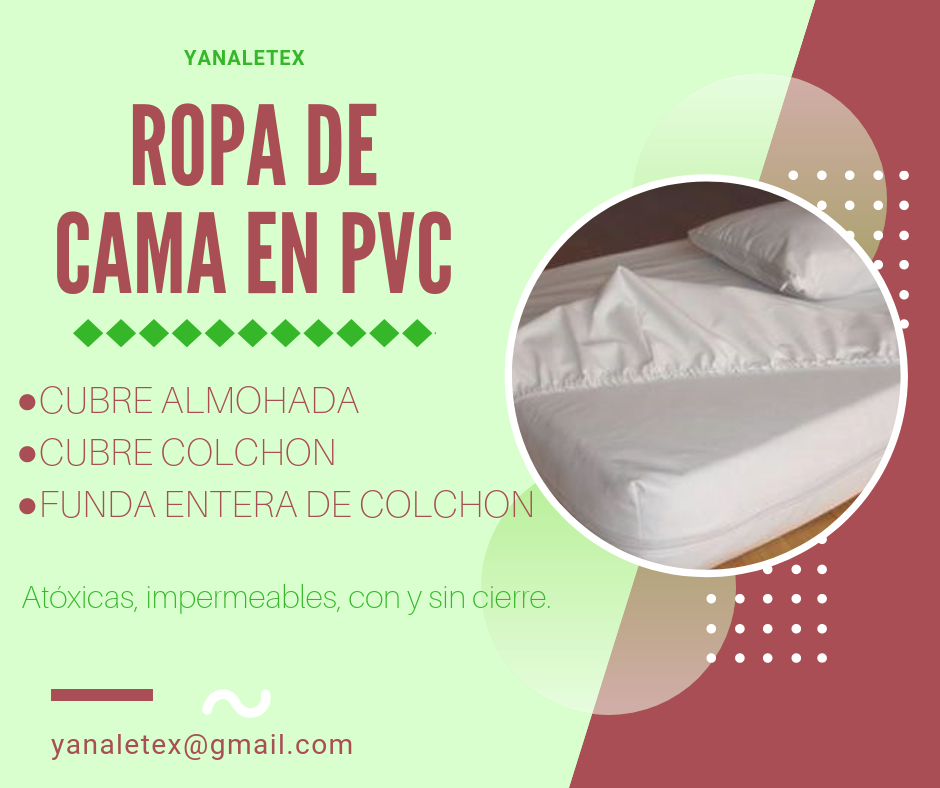 YANALETEX
ROPA DE
CAMA EN PVC
●CUBRE ALMOHADA
●CUBRE COLCHON
●FUNDA ENTERA DE COLCHON
Atóxicas, impermeables, con y sin cierre.
yanaletex@gmail.com